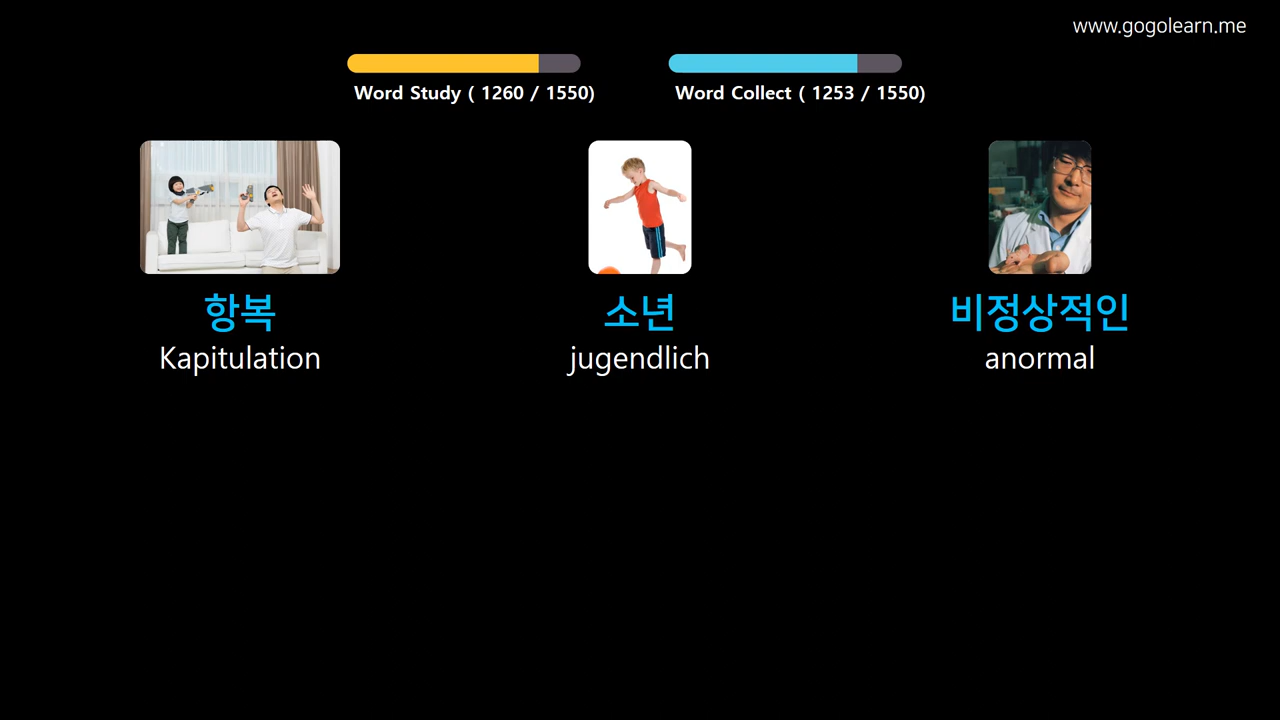 www.gogolearn.me
Word Study ( 1260 / 1550)
Word Collect ( 1253 / 1550)
항복
소년
비정상적인
Kapitulation
jugendlich
anormal